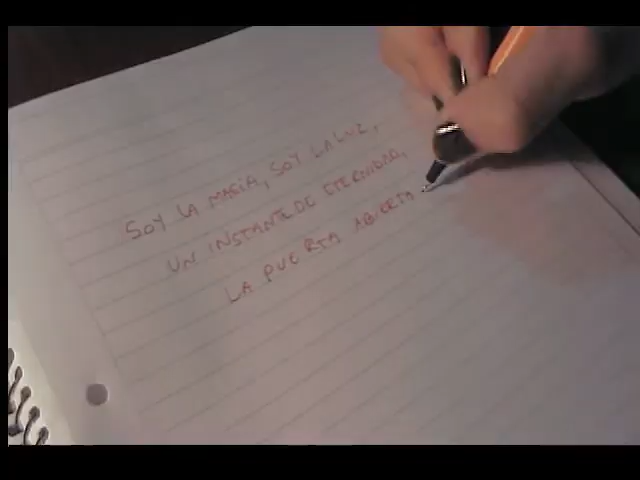 SOY LA MAGIA, SOY LA LUZ,
UN INSTANTE DE ETERNIDAD,
LA PUERTA ABIERTA